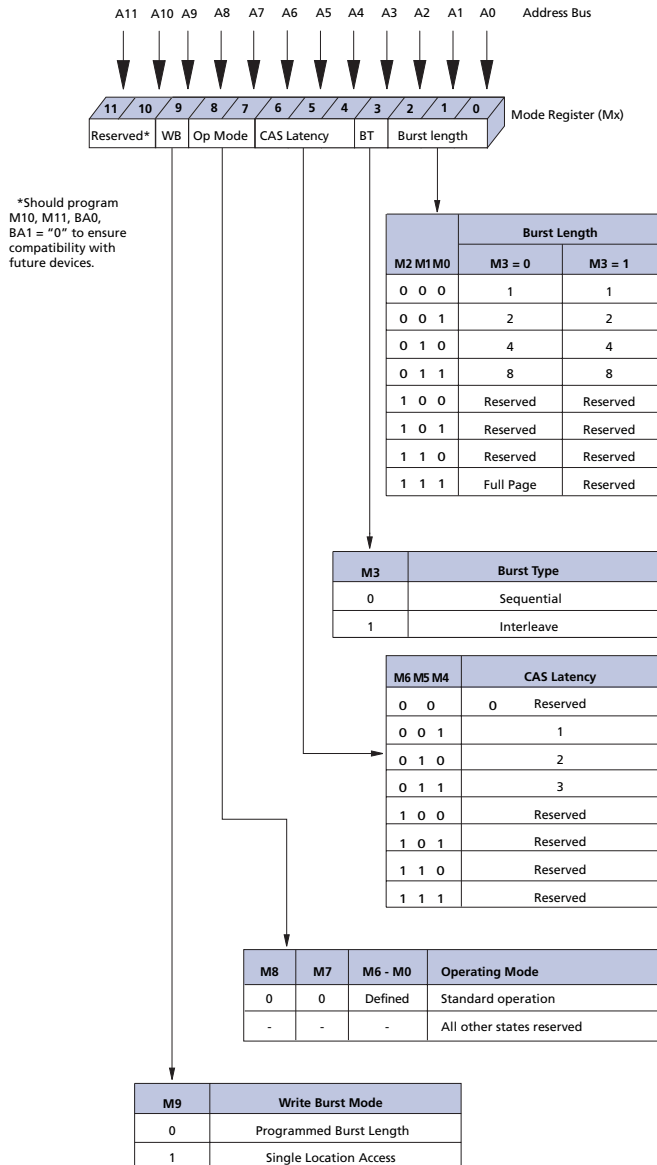 A11 A10 A9 A8 A7 A6 A5 A4 A3 A2 A1 A0 Address Bus
11 10 9 8 7 6 5 4 3 2 1 0
Mode Register (Mx)
Reserved* WB Op Mode CAS Latency BT Burst length
*Should program
M10, M11, BA0,
BA1 = “0” to ensure
compatibility with
future devices.
Burst Length
M2 M1 M0 M3 = 0 M3 = 1
0 0 0 1 1
0 0 1 2 2
0 1 0 4 4
0 1 1 8 8
1 0 0 Reserved Reserved
1 0 1 Reserved Reserved
1 1 0 Reserved Reserved
1 1 1 Full Page Reserved
M3 Burst Type
0 Sequential
1 Interleave
M6 M5 M4 CAS Latency
0 0 0 Reserved
0 0 1 1
0 1 0 2
0 1 1 3
1 0 0 Reserved
1 0 1 Reserved
1 1 0 Reserved
1 1 1 Reserved
M8 M7 M6 - M0 Operating Mode
0 0 Defined Standard operation
- - - All other states reserved
M9 Write Burst Mode
0 Programmed Burst Length
1 Single Location Access